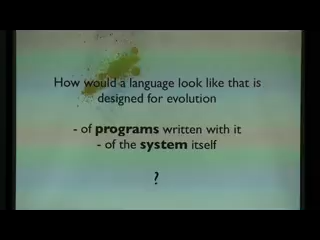 How would a language look like that is
designed for evolution
- of programs written with it
- of the system itself
?